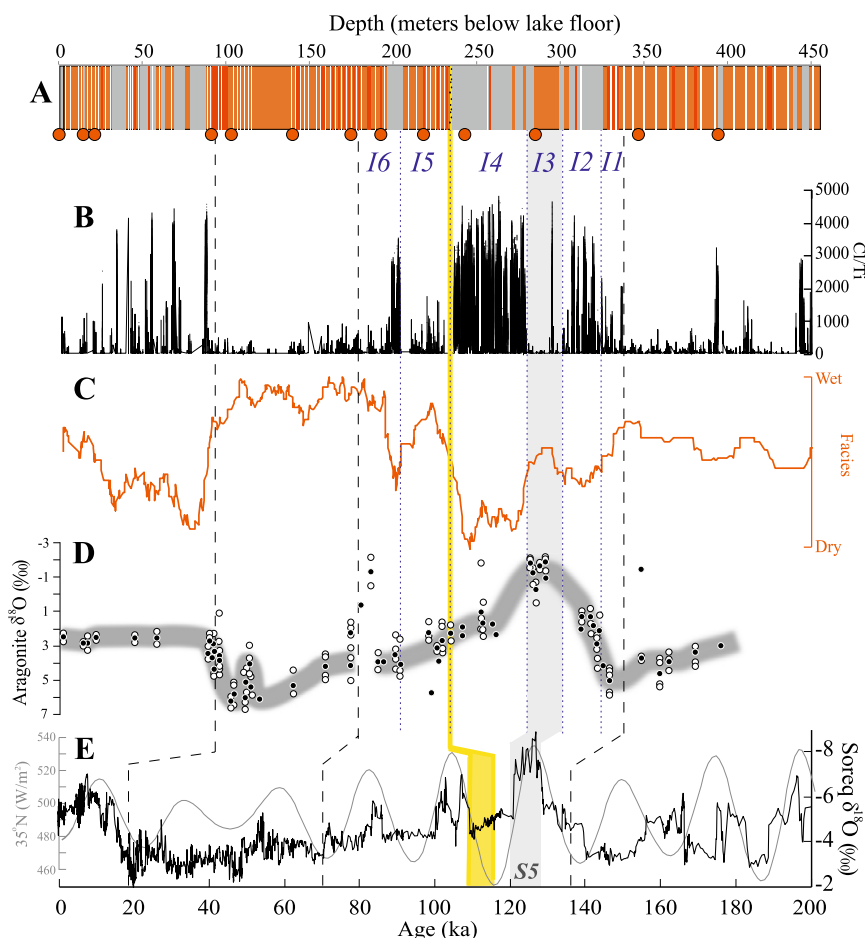 Depth (meters below lake floor)
0 50 100 150 200 250 300 350 400 450
A
I6 I5 I4 I3 I2 I1
B
5000
4000
3000
2000
1000
0
Cl/Ti
C
Wet
Facies
Dry
D
-3
-1
1
3
5
7
Aragonite δ18O (‰)
E
540
520
500
480
460
35°N (W/m²)
-8
-6
-4
-2
Soreq δ18O (‰)
S5
0 20 40 60 80 100 120 140 160 180 200
Age (ka)